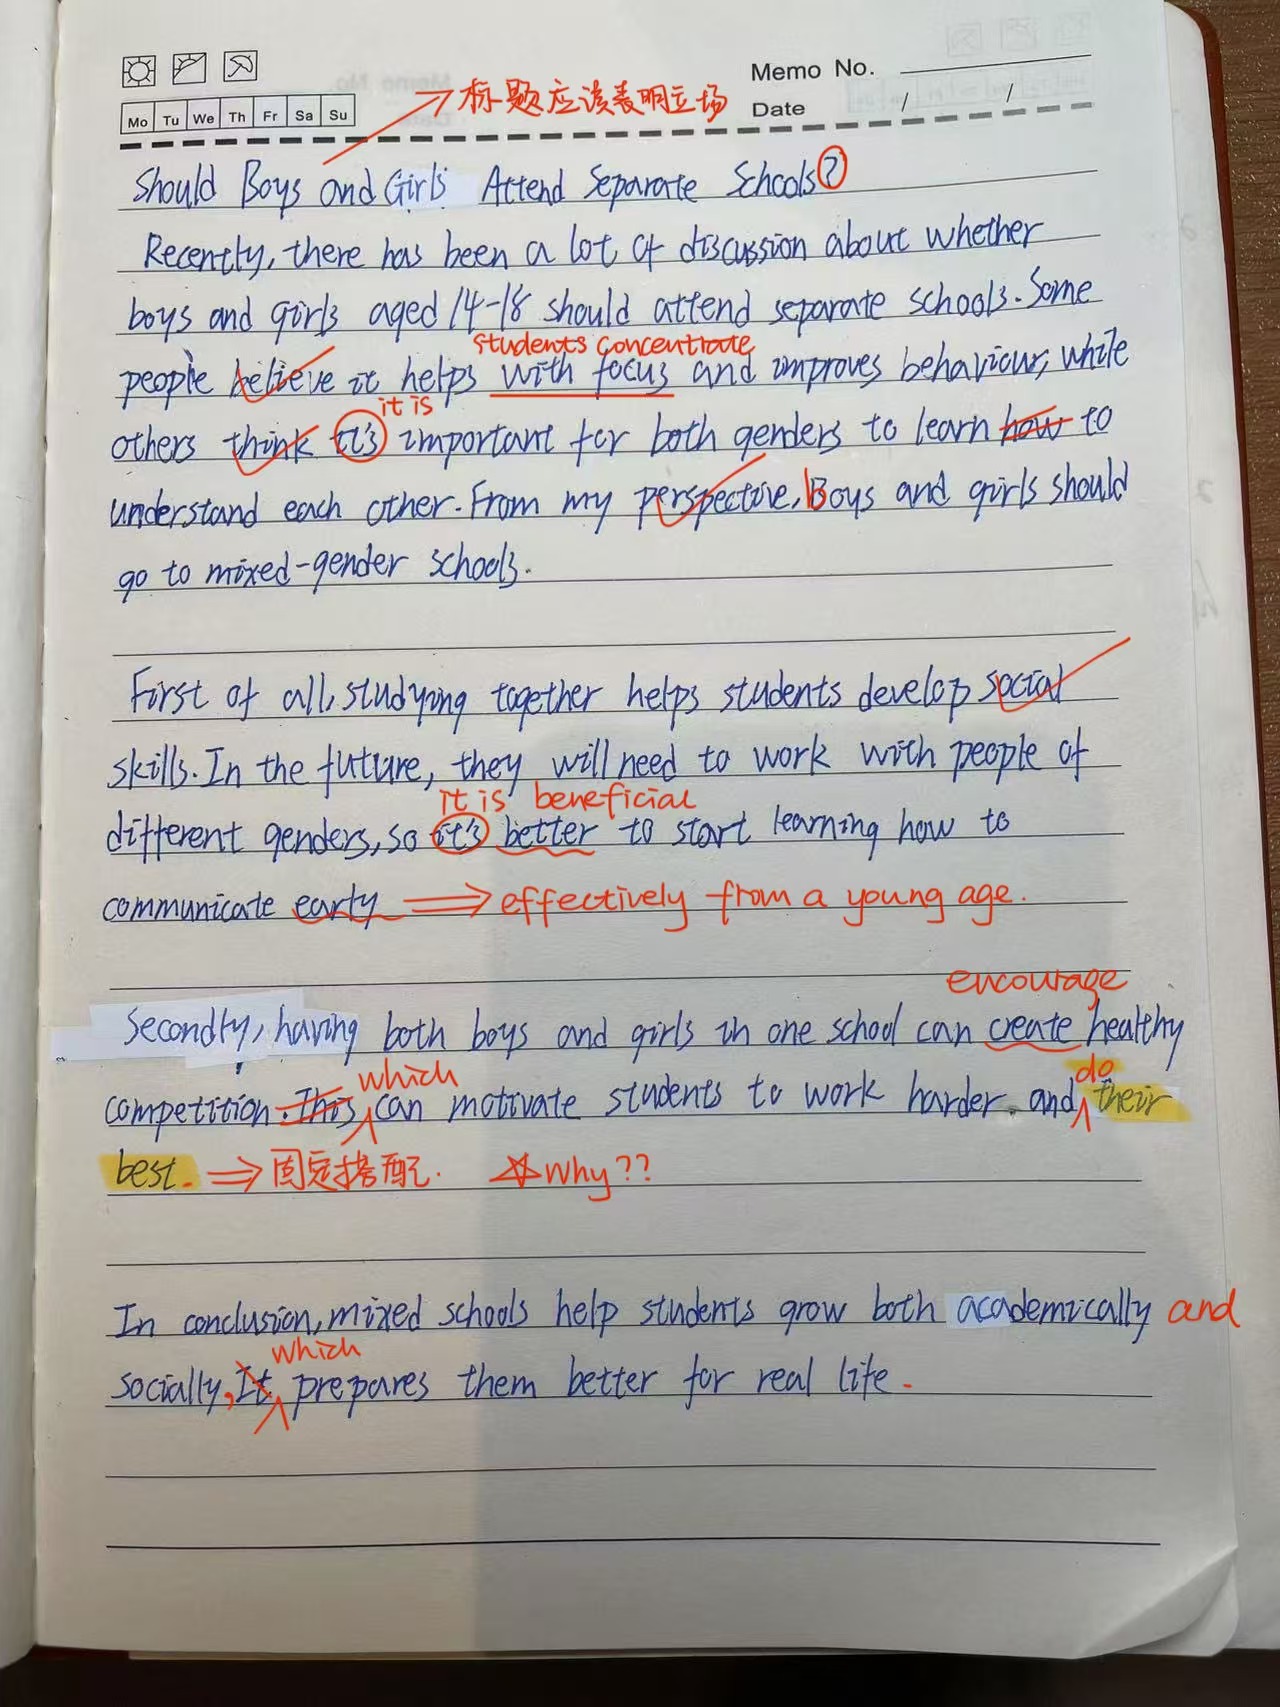 Memo No.
Mo Tu We Th Fr Sa Su
Date / /
标题应该表明立场
Should Boys and Girls Attend Separate Schools?
Recently, there has been a lot of discussion about whether
boys and girls aged 14-18 should attend separate schools. Some
students concentrate
people believe it helps with focus and improves behaviour, while
it is
others think it's important for both genders to learn how to
understand each other. From my perspective, Boys and girls should
go to mixed-gender schools.
First of all, studying together helps students develop social
skills. In the future, they will need to work with people of
it is beneficial
different genders, so it's better to start learning how to
communicate early ⇒ effectively from a young age.
encourage
Secondly, having both boys and girls in one school can create healthy
which do
competition. This can motivate students to work harder. and their
best. ⇒ 固定搭配. ☆ Why??
In conclusion, mixed schools help students grow both academically and
which
socially, It prepares them better for real life.